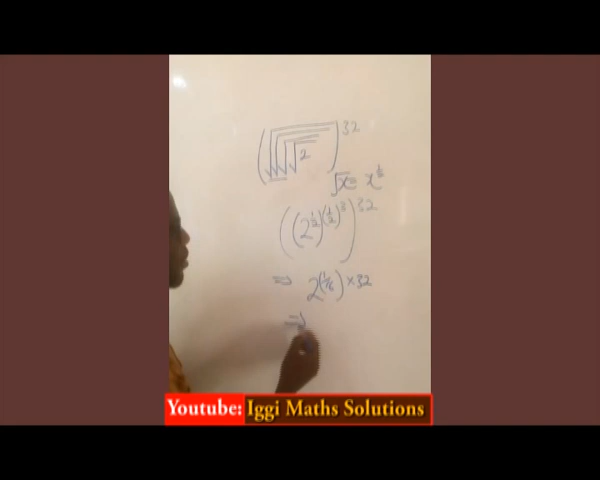 (√√√√2)^32
√x = x^½
((2^½)^(½)^3)^32
⇒ 2^(1/16) × 32
⇒
Youtube: Iggi Maths Solutions